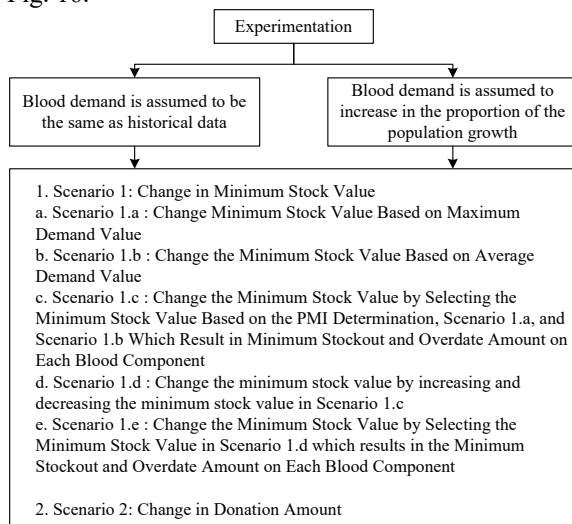 Fig. 10.
Experimentation
Blood demand is assumed to be
the same as historical data
Blood demand is assumed to
increase in the proportion of the
population growth
1. Scenario 1: Change in Minimum Stock Value
a. Scenario 1.a : Change Minimum Stock Value Based on Maximum
Demand Value
b. Scenario 1.b : Change the Minimum Stock Value Based on Average
Demand Value
c. Scenario 1.c : Change the Minimum Stock Value by Selecting the
Minimum Stock Value Based on the PMI Determination, Scenario 1.a, and
Scenario 1.b Which Result in Minimum Stockout and Overdate Amount on
Each Blood Component
d. Scenario 1.d : Change the minimum stock value by increasing and
decreasing the minimum stock value in Scenario 1.c
e. Scenario 1.e : Change the Minimum Stock Value by Selecting the
Minimum Stock Value in Scenario 1.d which results in the Minimum
Stockout and Overdate Amount on Each Blood Component
2. Scenario 2: Change in Donation Amount